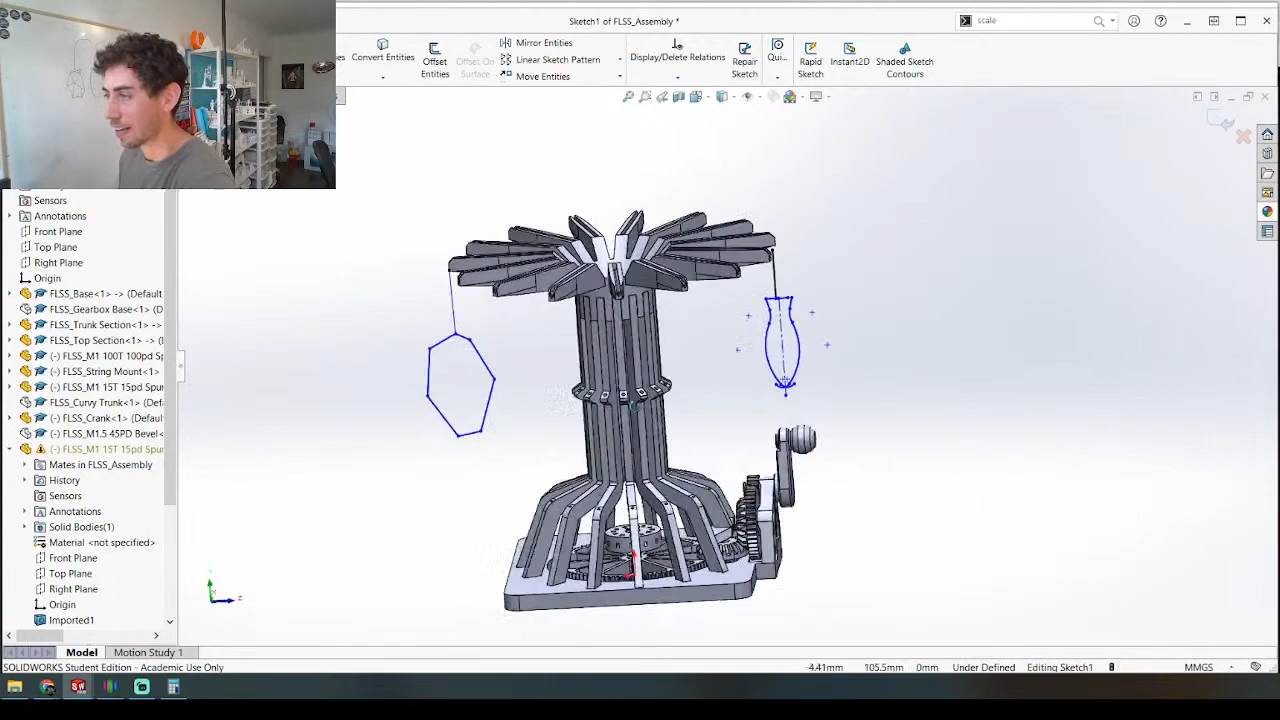 Sketch1 of FLSS_Assembly *
scale
Convert Entities
Offset Entities
Offset On Surface
Mirror Entities
Linear Sketch Pattern
Move Entities
Display/Delete Relations
Repair Sketch
Qui...
Rapid Sketch
Instant2D
Shaded Sketch Contours
Sensors
Annotations
Front Plane
Top Plane
Right Plane
Origin
FLSS_Base<1> -> (Default
FLSS_Gearbox Base<1> (D
FLSS_Trunk Section<1> ->
FLSS_Top Section<1> ->
(-) FLSS_M1 100T 100pd S
(-) FLSS_String Mount<1>
(-) FLSS_M1 15T 15pd Spu
FLSS_Curvy Trunk<1> (De
(-) FLSS_Crank<1> (Defau
(-) FLSS_M1.5 45PD Bevel
(-) FLSS_M1 15T 15pd Spu
Mates in FLSS_Assembly
History
Sensors
Annotations
Solid Bodies(1)
Material <not specified>
Front Plane
Top Plane
Right Plane
Origin
Imported1
Y
Z
Model
Motion Study 1
SOLIDWORKS Student Edition - Academic Use Only
-4.41mm
105.5mm
0mm
Under Defined
Editing Sketch1
MMGS